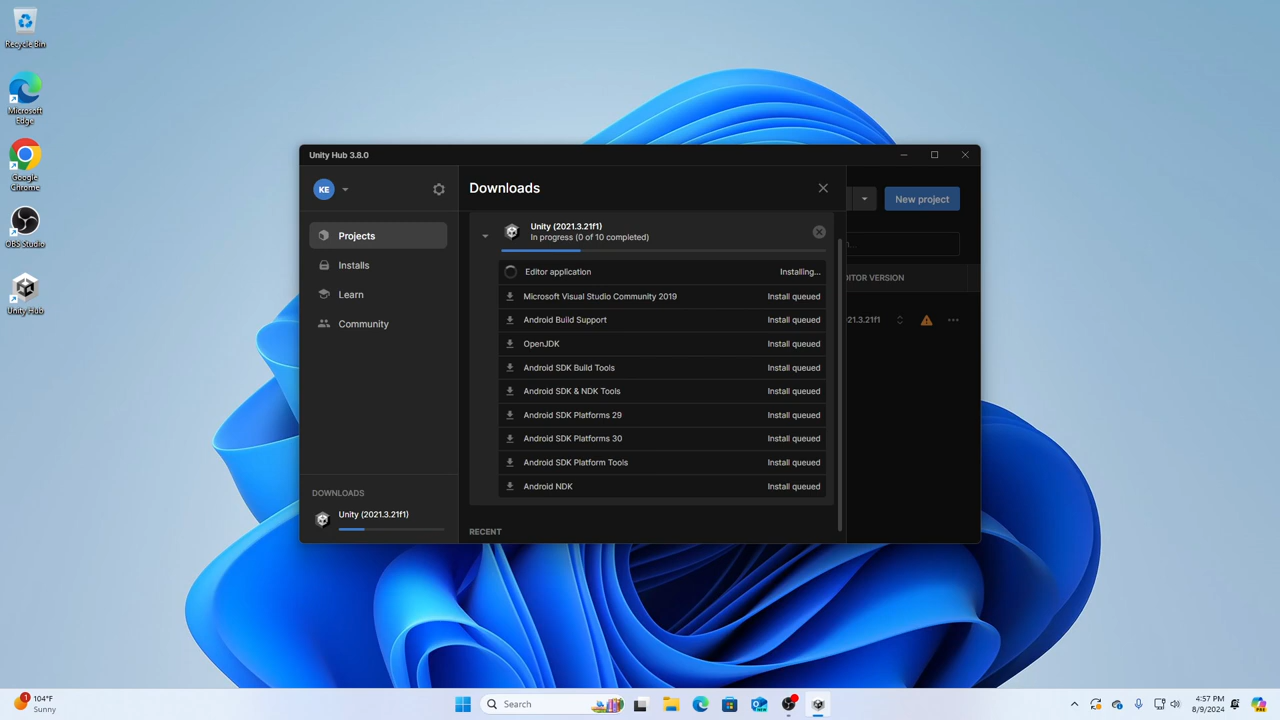 Recycle Bin
Microsoft
Edge
Google
Chrome
OBS Studio
Unity Hub
Unity Hub 3.8.0
KE
Projects
Installs
Learn
Community
DOWNLOADS
Unity (2021.3.21f1)
Downloads
Unity (2021.3.21f1)
In progress (0 of 10 completed)
Editor application Installing...
Microsoft Visual Studio Community 2019 Install queued
Android Build Support Install queued
OpenJDK Install queued
Android SDK Build Tools Install queued
Android SDK & NDK Tools Install queued
Android SDK Platforms 29 Install queued
Android SDK Platforms 30 Install queued
Android SDK Platform Tools Install queued
Android NDK Install queued
RECENT
New project
DITOR VERSION
21.3.21f1
1
104°F
Sunny
Search
4:57 PM
8/9/2024